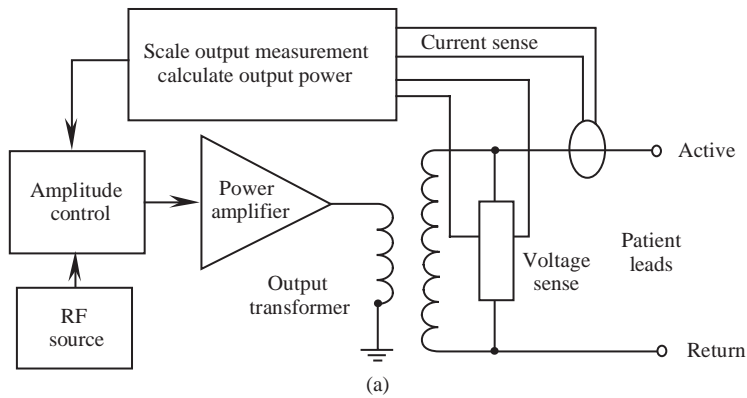 Scale output measurement
calculate output power
Current sense
Active
Amplitude
control
Power
amplifier
Patient
leads
Voltage
sense
Output
transformer
RF
source
Return
(a)